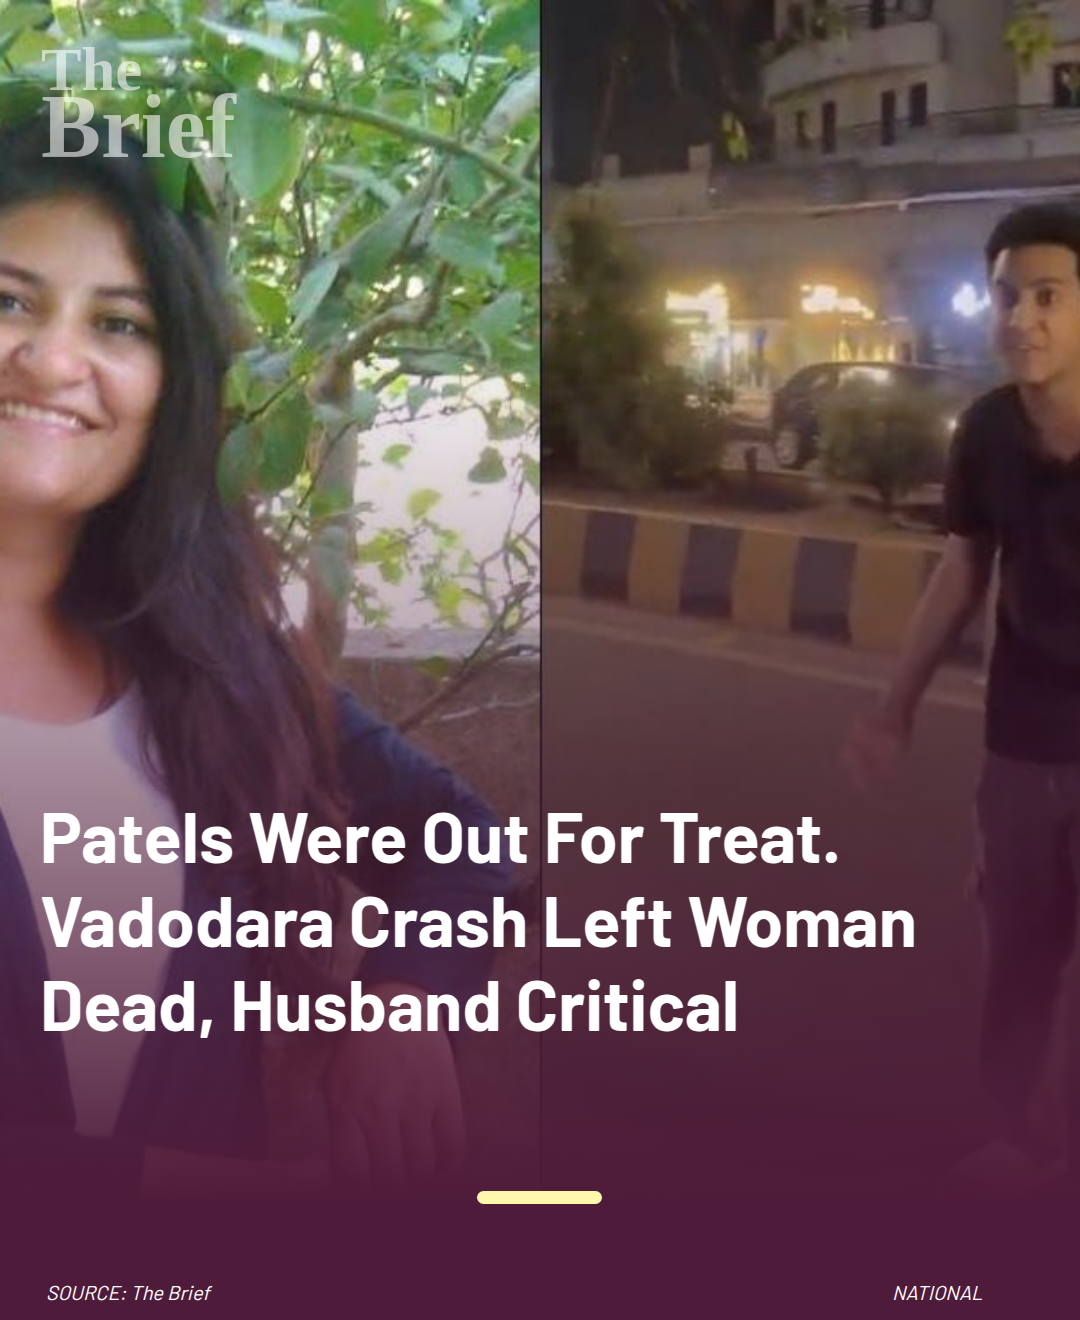 The
Brief
Patels Were Out For Treat.
Vadodara Crash Left Woman
Dead, Husband Critical
SOURCE: The Brief
NATIONAL